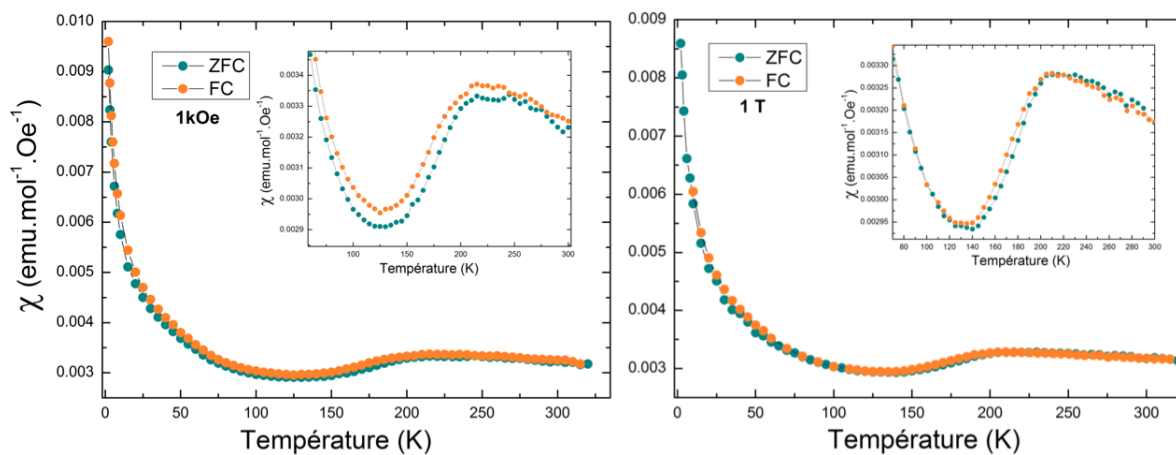 0.010
0.009
0.008
0.007
0.006
0.005
0.004
0.003
χ (emu.mol⁻¹.Oe⁻¹)
ZFC
FC
1kOe
0.0034
0.0033
0.0032
0.0031
0.0030
0.0029
χ (emu.mol⁻¹.Oe⁻¹)
100 150 200 250 300
Température (K)
0 50 100 150 200 250 300
Température (K)
0.009
0.008
0.007
0.006
0.005
0.004
0.003
ZFC
FC
1 T
0.00330
0.00325
0.00320
0.00315
0.00310
0.00305
0.00300
0.00295
χ (emu.mol⁻¹.Oe⁻¹)
80 100 120 140 160 180 200 220 240 260 280 300
Température (K)
0 50 100 150 200 250 300
Température (K)